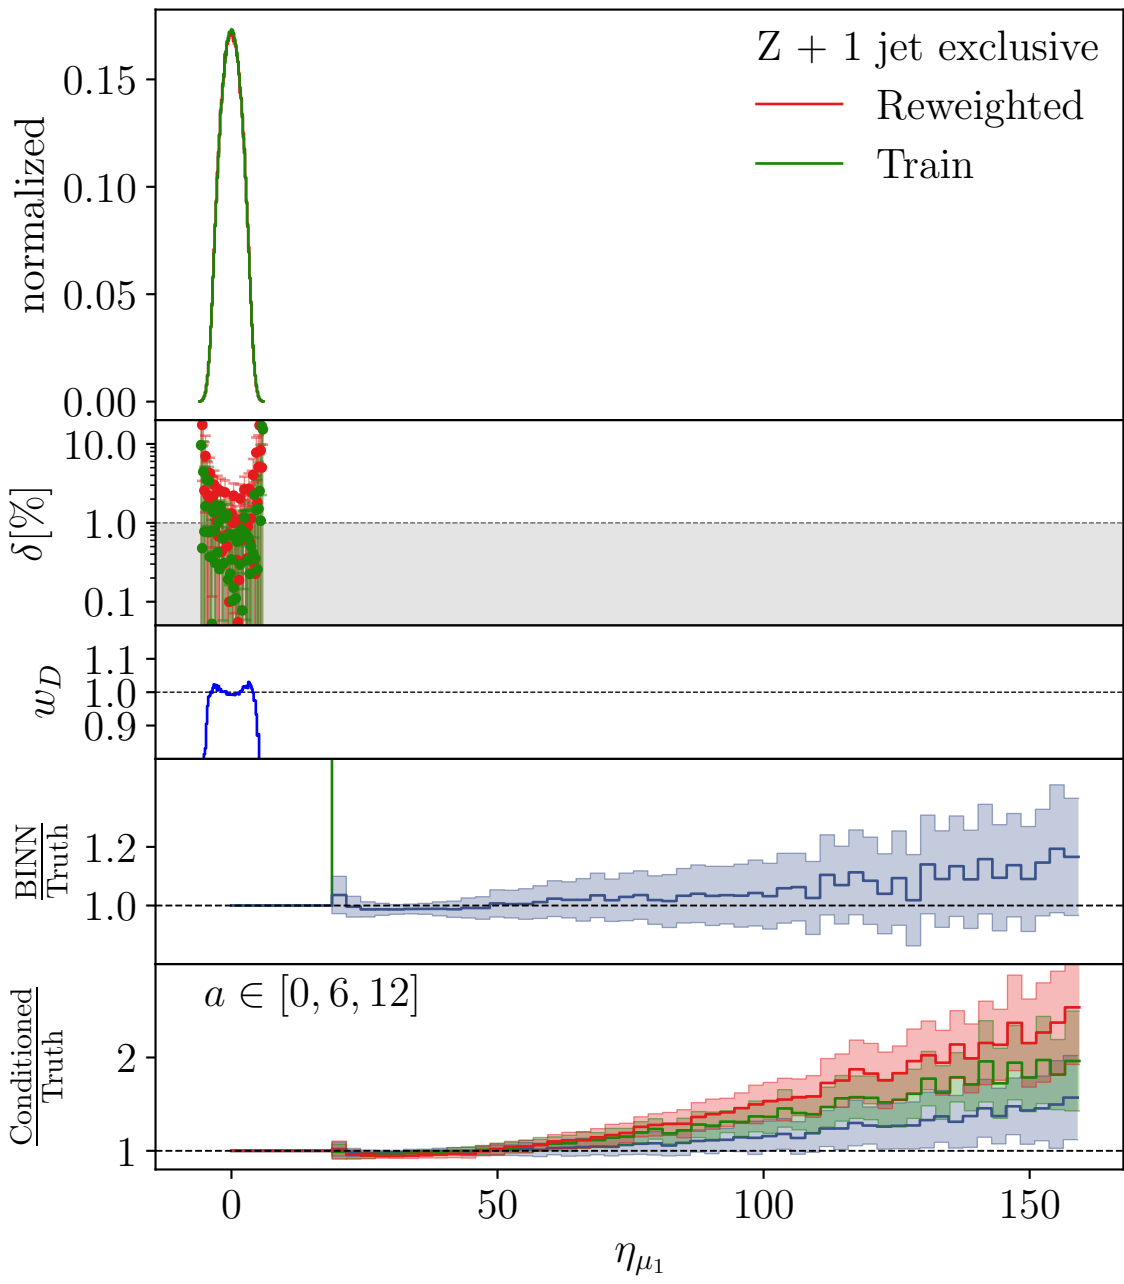 Z + 1 jet exclusive
Reweighted
Train
normalized
0.15
0.10
0.05
0.00
δ[%]
10.0
1.0
0.1
w_D
1.1
1.0
0.9
BINN
Truth
1.2
1.0
a ∈ [0, 6, 12]
Conditioned
Truth
2
1
0 50 100 150
η_{μ_1}